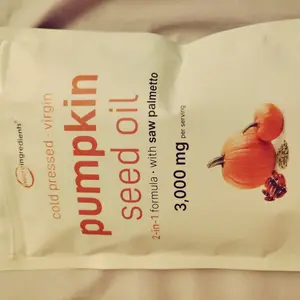 ingredients®
cold pressed · virgin
pumpkin
seed oil
2-in-1 formula · with saw palmetto
3,000 mg per serving